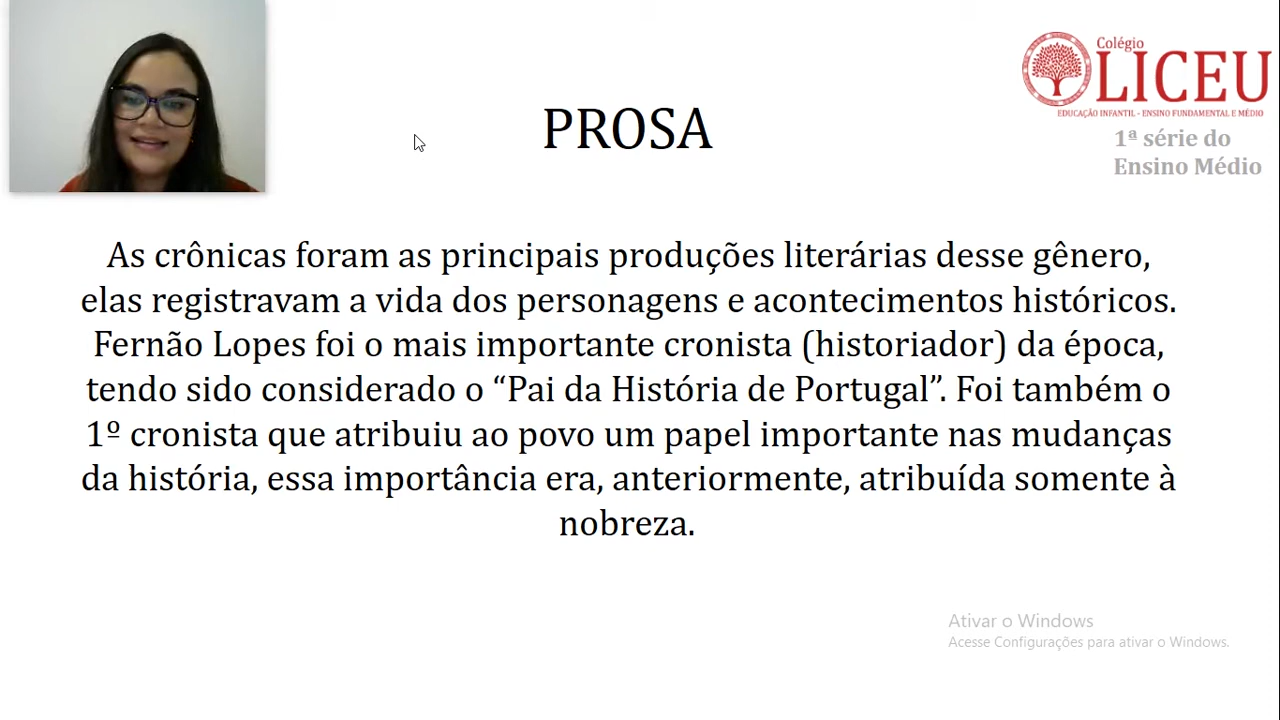 Colégio
LICEU
EDUCAÇÃO INFANTIL - ENSINO FUNDAMENTAL E MÉDIO
1ª série do
Ensino Médio
PROSA
As crônicas foram as principais produções literárias desse gênero,
elas registravam a vida dos personagens e acontecimentos históricos.
Fernão Lopes foi o mais importante cronista (historiador) da época,
tendo sido considerado o “Pai da História de Portugal”. Foi também o
1º cronista que atribuiu ao povo um papel importante nas mudanças
da história, essa importância era, anteriormente, atribuída somente à
nobreza.
Ativar o Windows
Acesse Configurações para ativar o Windows.